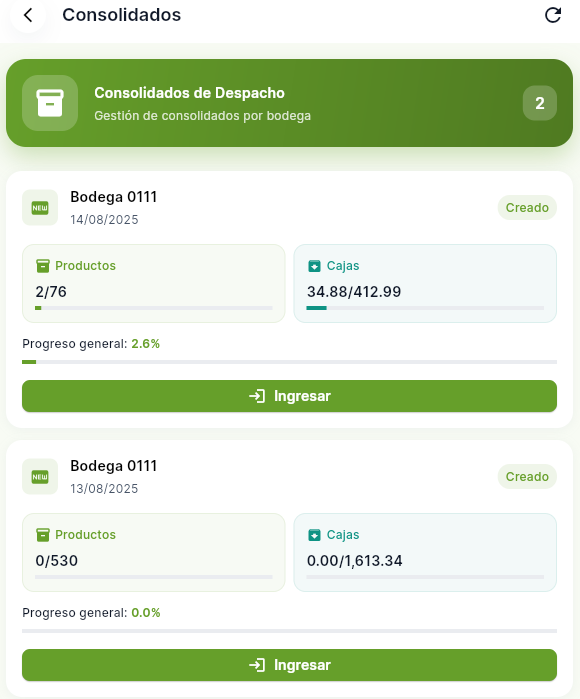 Consolidados
Consolidados de Despacho
Gestión de consolidados por bodega
2
NEW
Bodega 0111
14/08/2025
Creado
Productos
2/76
Cajas
34.88/412.99
Progreso general: 2.6%
Ingresar
NEW
Bodega 0111
13/08/2025
Creado
Productos
0/530
Cajas
0.00/1,613.34
Progreso general: 0.0%
Ingresar